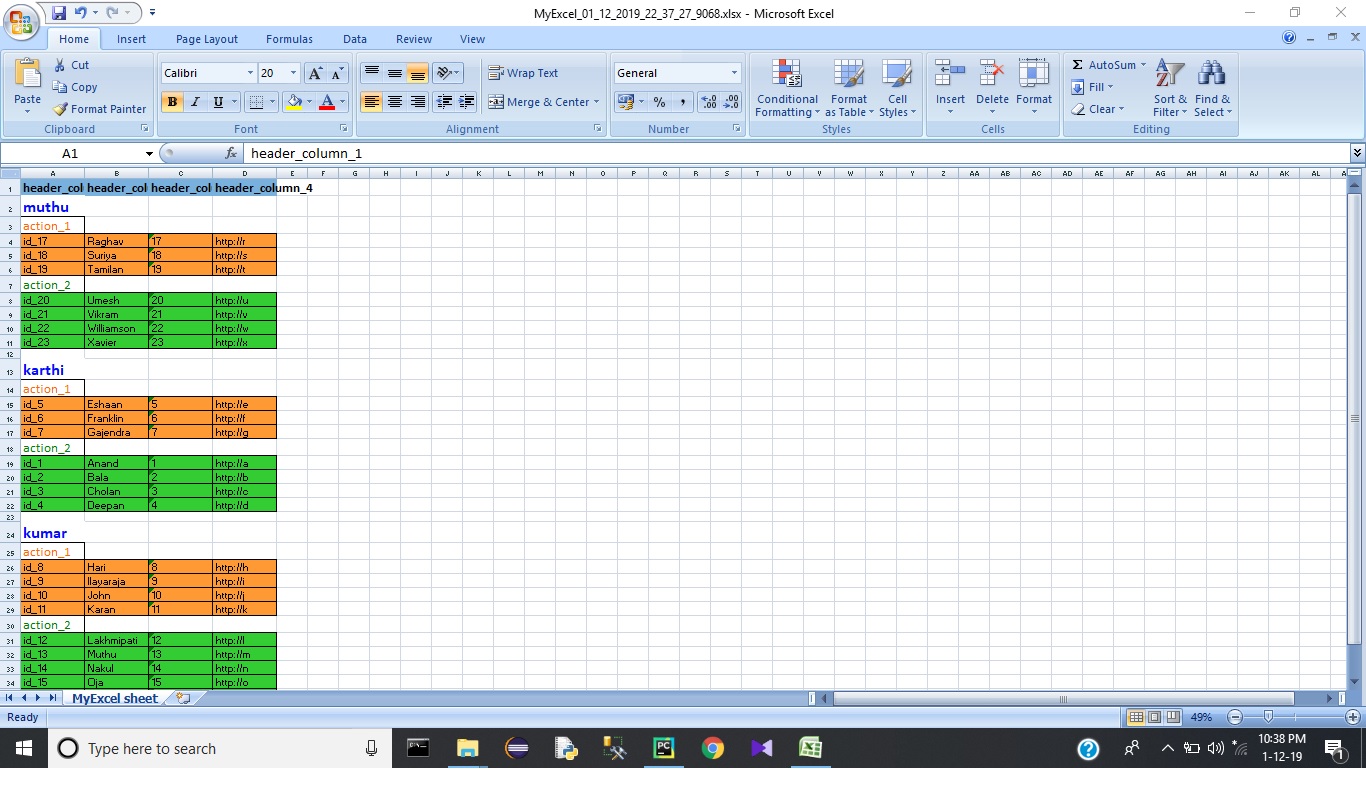 MyExcel_01_12_2019_22_37_27_9068.xlsx - Microsoft Excel
Home Insert Page Layout Formulas Data Review View
Paste Cut Copy Format Painter Clipboard
Calibri 20 A A B I U A Font
Wrap Text Merge & Center Alignment
General % , .00 .0 Number
Conditional Formatting Format as Table Cell Styles Styles
Insert Delete Format Cells
Σ AutoSum Fill Clear Sort & Filter Find & Select Editing
A1 fx header_column_1
A B C D E F G H I J K L M N O P Q R S T U V W X Y Z AA AB AC AD AE AF AG AH AI AJ AK AL
1 header_col header_col header_col header_column_4
2 muthu
3 action_1
4 id_17 Raghav 17 http://r
5 id_18 Suriya 18 http://s
6 id_19 Tamilan 19 http://t
7 action_2
8 id_20 Umesh 20 http://u
9 id_21 Vikram 21 http://v
10 id_22 Williamson 22 http://w
11 id_23 Xavier 23 http://x
12
13 karthi
14 action_1
15 id_5 Eshaan 5 http://e
16 id_6 Franklin 6 http://f
17 id_7 Gajendra 7 http://g
18 action_2
19 id_1 Anand 1 http://a
20 id_2 Bala 2 http://b
21 id_3 Cholan 3 http://c
22 id_4 Deepan 4 http://d
23
24 kumar
25 action_1
26 id_8 Hari 8 http://h
27 id_9 Ilayaraja 9 http://i
28 id_10 John 10 http://j
29 id_11 Karan 11 http://k
30 action_2
31 id_12 Lakhmipati 12 http://l
32 id_13 Muthu 13 http://m
33 id_14 Nakul 14 http://n
34 id_15 Oja 15 http://o
MyExcel sheet
Ready 49%
Type here to search
PC
10:38 PM
1-12-19
1